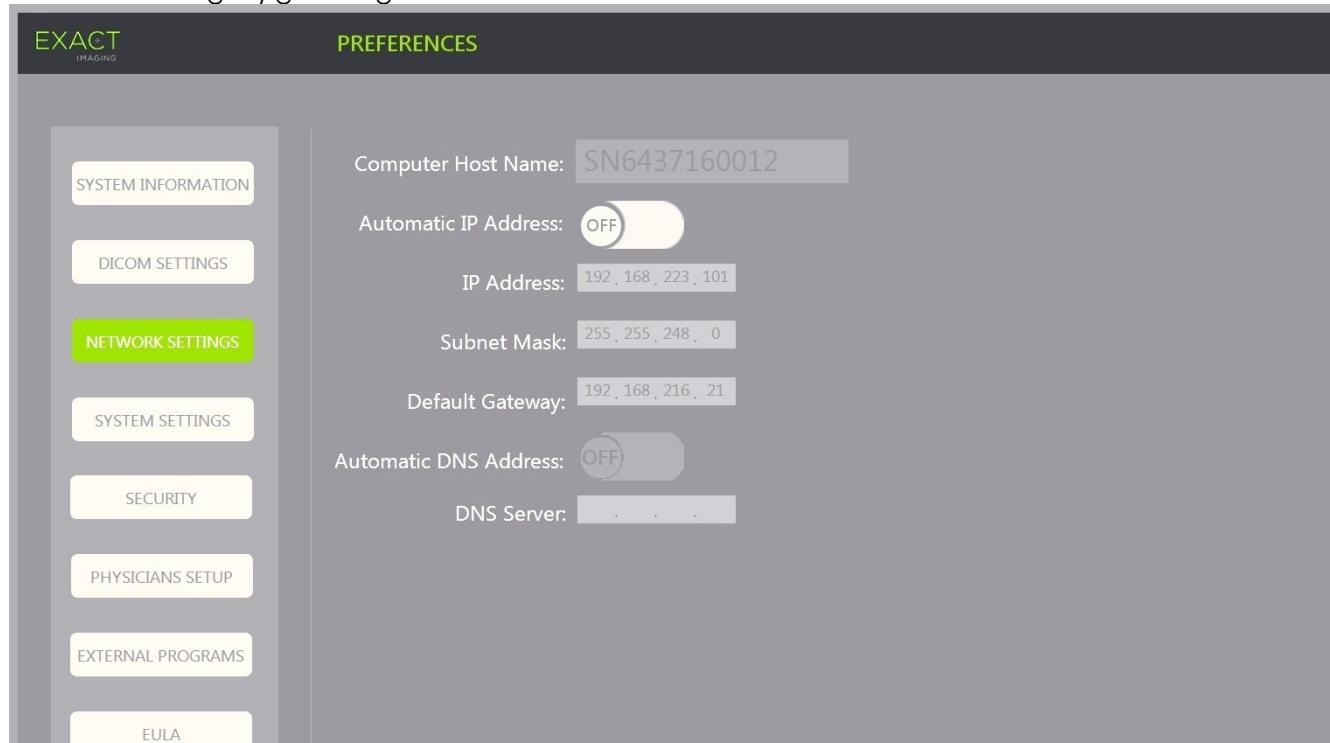 EXACT
IMAGING
PREFERENCES
SYSTEM INFORMATION
DICOM SETTINGS
NETWORK SETTINGS
SYSTEM SETTINGS
SECURITY
PHYSICIANS SETUP
EXTERNAL PROGRAMS
EULA
Computer Host Name: SN6437160012
Automatic IP Address: OFF
IP Address: 192 . 168 . 223 . 101
Subnet Mask: 255 . 255 . 248 . 0
Default Gateway: 192 . 168 . 216 . 21
Automatic DNS Address: OFF
DNS Server: . . .